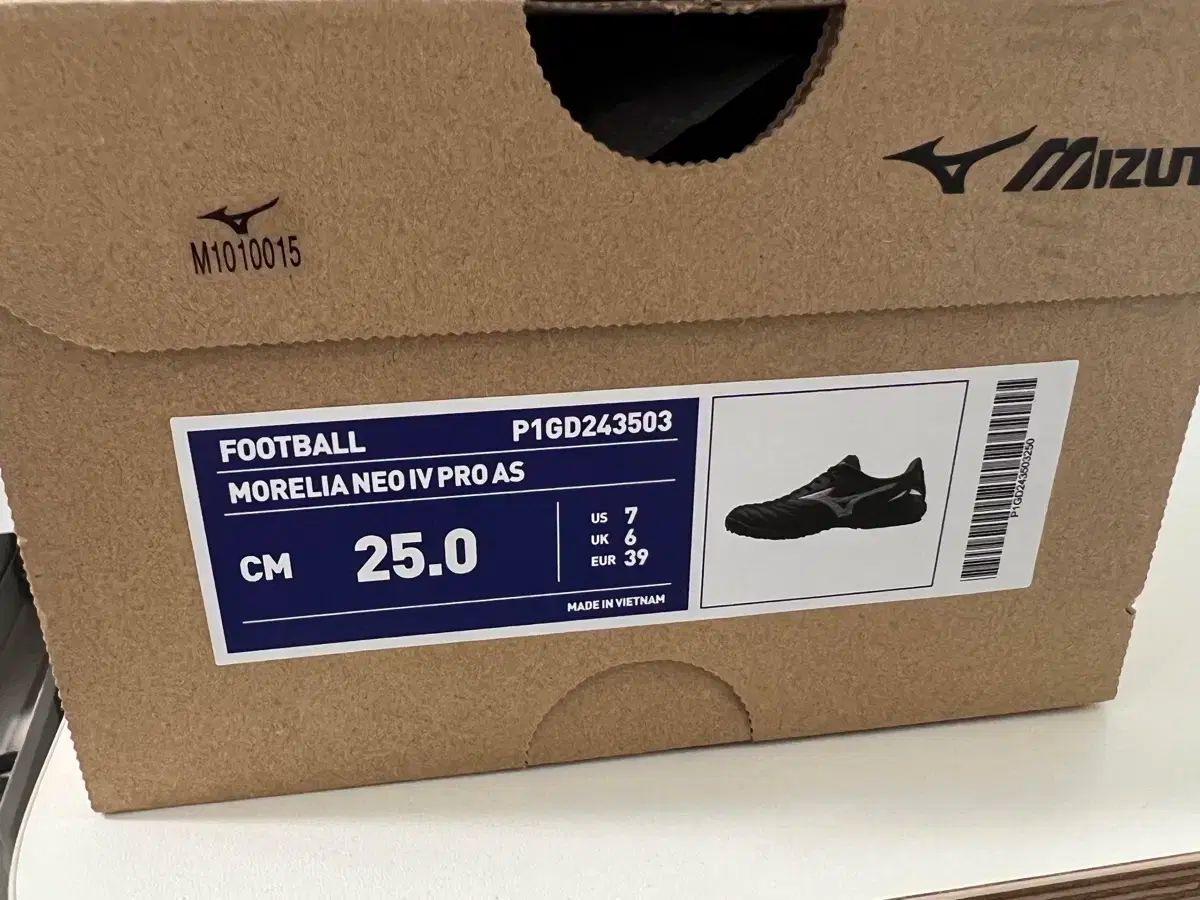 MIZUN
M1010015
FOOTBALL P1GD243503
MORELIA NEO IV PRO AS
CM 25.0
US 7
UK 6
EUR 39
MADE IN VIETNAM
P1GD243503250